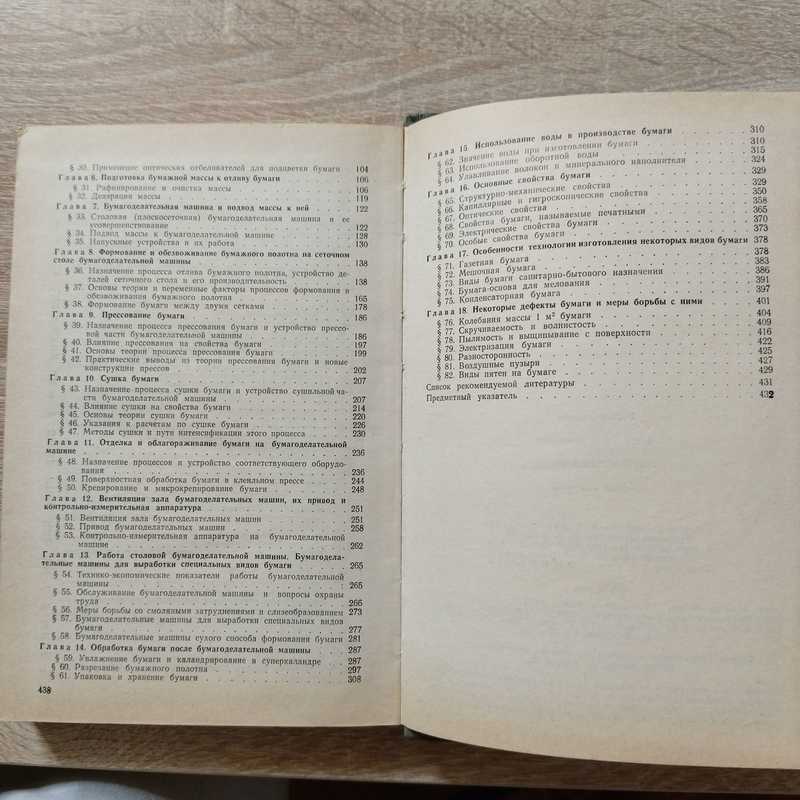 § 30. Применение оптических отбеливателей для подцветки бумаги 104
Глава 6. Подготовка бумажной массы к отливу бумаги 106
§ 31. Рафинирование и очистка массы 106
§ 32. Деаэрация массы 119
Глава 7. Бумагоделательная машина и подвод массы к ней 122
§ 33. Столовая (плоскосеточная) бумагоделательная машина и ее
усовершенствование 122
§ 34. Подвод массы к бумагоделательной машине 128
§ 35. Напускные устройства и их работа 130
Глава 8. Формование и обезвоживание бумажного полотна на сеточном
столе бумагоделательной машины 138
§ 36. Назначение процесса отлива бумажного полотна, устройство де-
талей сеточного стола и его производительность 138
§ 37. Основы теории и переменные факторы процессов формования и
обезвоживания бумажного полотна 165
§ 38. Формование бумаги между двумя сетками 178
Глава 9. Прессование бумаги 186
§ 39. Назначение процесса прессования бумаги и устройство прессо-
вой части бумагоделательной машины 186
§ 40. Влияние прессования на свойства бумаги 197
§ 41. Основы теории процесса прессования бумаги 199
§ 42. Практические выводы из теории прессования бумаги и новые
конструкции прессов 202
Глава 10 Сушка бумаги 207
§ 43. Назначение процесса сушки бумаги и устройство сушильной ча-
сти бумагоделательной машины 207
§ 44. Влияние сушки на свойства бумаги 214
§ 45. Основы теории сушки бумаги 220
§ 46. Указания к расчетам по сушке бумаги 226
§ 47. Методы сушки и пути интенсификации этого процесса 230
Глава 11. Отделка и облагораживание бумаги на бумагоделательной
машине 236
§ 48. Назначение процессов и устройство соответствующего оборудо-
вания 236
§ 49. Поверхностная обработка бумаги в клеильном прессе 244
§ 50. Крепирование и микрокрепирование бумаги 248
Глава 12. Вентиляция зала бумагоделательных машин, их привод и
контрольно-измерительная аппаратура 251
§ 51. Вентиляция зала бумагоделательных машин 251
§ 52. Привод бумагоделательных машин 258
§ 53. Контрольно-измерительная аппаратура на бумагоделательной
машине 262
Глава 13. Работа столовой бумагоделательной машины. Бумагодела-
тельные машины для выработки специальных видов бумаги 265
§ 54. Технико-экономические показатели работы бумагоделательной
машины 265
§ 55. Обслуживание бумагоделательной машины и вопросы охраны
труда 266
§ 56. Меры борьбы со смоляными затруднениями и слизеобразованием 273
§ 57. Бумагоделательные машины для выработки специальных видов
бумаги 277
§ 58. Бумагоделательные машины сухого способа формования бумаги 281
Глава 14. Обработка бумаги после бумагоделательной машины 287
§ 59. Увлажнение бумаги и каландрирование в суперкаландре 287
§ 60. Разрезание бумажного полотна 297
§ 61. Упаковка и хранение бумаги 308
438
Глава 15 Использование воды в производстве бумаги 310
§ 62. Значение воды при изготовлении бумаги 310
§ 63. Использование оборотной воды 315
§ 64. Улавливание волокон и минерального наполнителя 324
Глава 16. Основные свойства бумаги 329
§ 65. Структурно-механические свойства 329
§ 66. Капиллярные и гигроскопические свойства 350
§ 67. Оптические свойства 358
§ 68. Свойства бумаги, называемые печатными 365
§ 69. Электрические свойства бумаги 370
§ 70. Особые свойства бумаги 373
Глава 17. Особенности технологии изготовления некоторых видов бумаги 378
§ 71. Газетная бумага 378
§ 72. Мешочная бумага 383
§ 73. Виды бумаги санитарно-бытового назначения 386
§ 74. Бумага-основа для мелования 391
§ 75. Конденсаторная бумага 397
Глава 18. Некоторые дефекты бумаги и меры борьбы с ними 401
§ 76. Колебания массы 1 м² бумаги 404
§ 77. Скручиваемость и волнистость 409
§ 78. Пылимость и выщипывание с поверхности 416
§ 79. Электризация бумаги 422
§ 80. Разносторонность 425
§ 81. Воздушные пузыри 427
§ 82. Виды пятен на бумаге 429
Список рекомендуемой литературы 431
Предметный указатель 432